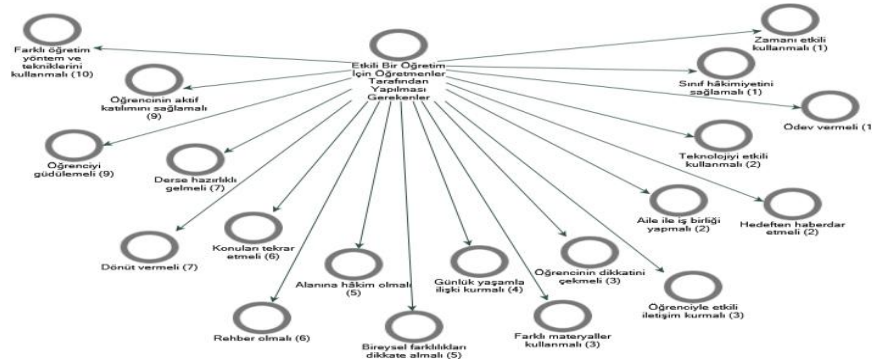 Farklı öğretim
yöntem ve
tekniklerini
kullanmalı (10)
Etkili Bir Öğretim
İçin Öğretmenler
Tarafından
Yapılması
Gerekenler
Zamanı etkili
kullanmalı (1)
Öğrencinin aktif
katılımını sağlamalı
(9)
Sınıf hâkimiyetini
sağlamalı (1)
Ödev vermeli (1
Öğrenciyi
güdülemeli (9)
Derse hazırlıklı
gelmeli (7)
Teknolojiyi etkili
kullanmalı (2)
Aile ile iş birliği
yapmalı (2)
Hedeften haberdar
etmeli (2)
Dönüt vermeli (7)
Konuları tekrar
etmeli (6)
Alanına hâkim olmalı
(5)
Günlük yaşamla
ilişki kurmalı (4)
Öğrencinin dikkatini
çekmeli (3)
Öğrenciyle etkili
iletişim kurmalı (3)
Rehber olmalı (6)
Bireysel farklılıkları
dikkate almalı (5)
Farklı materyaller
kullanmalı (3)